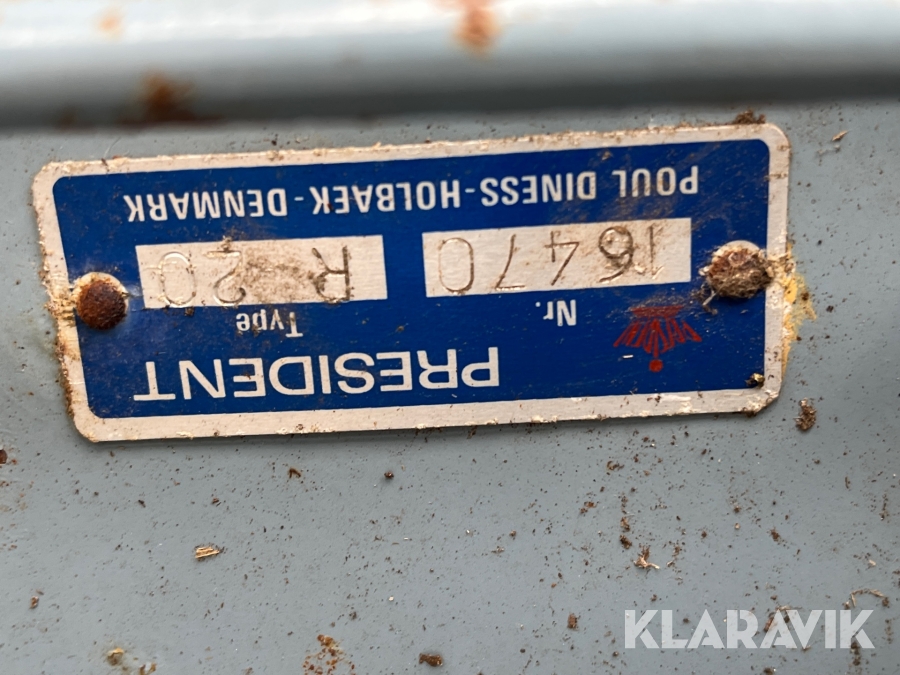 PRESIDENT
Nr. Type
16470 R 20
POUL DINESS-HOLBAEK-DENMARK
KLARAVIK